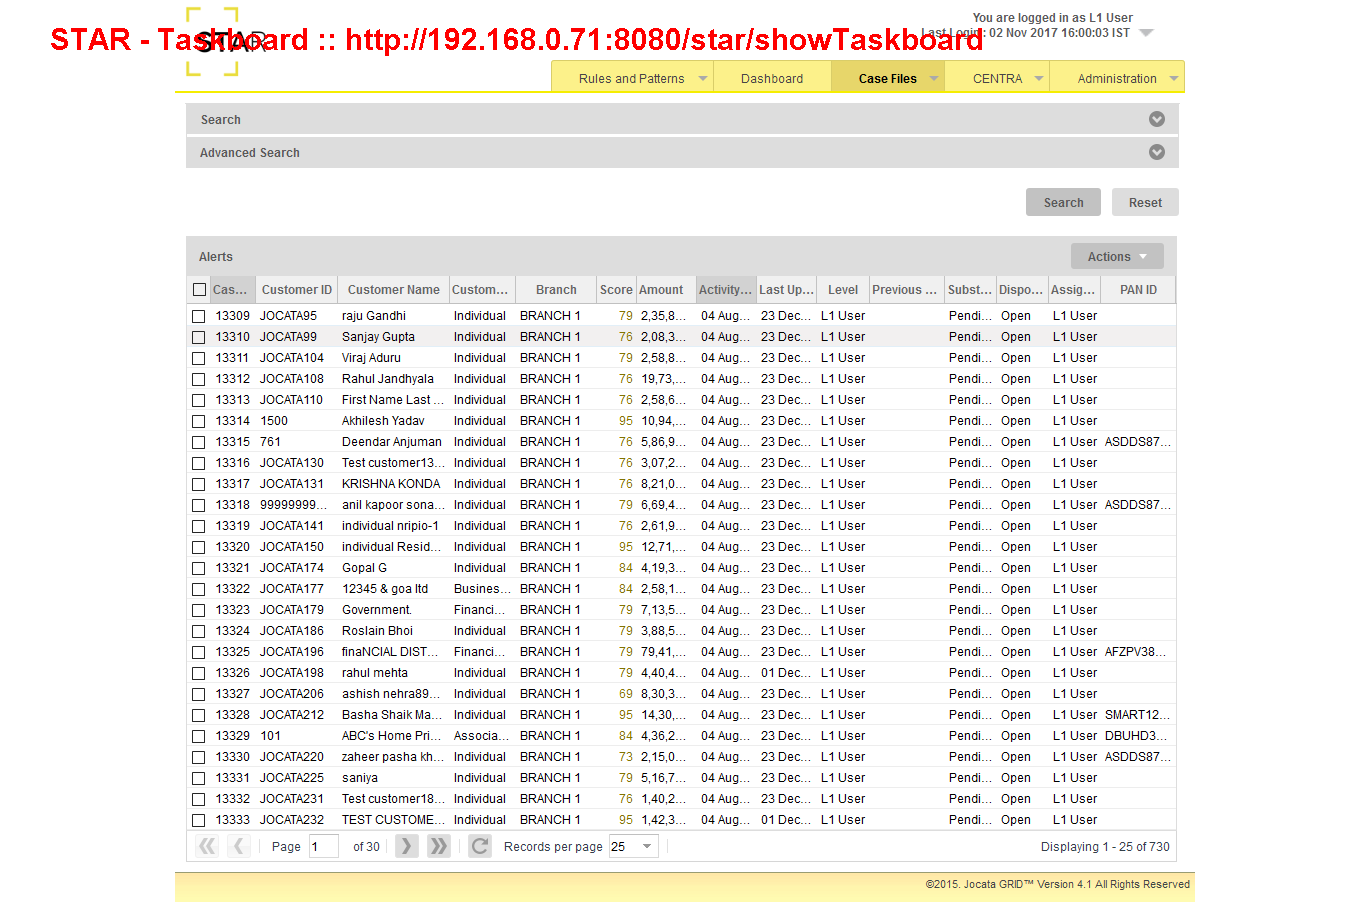 You are logged in as L1 User
STAR
STAR - Taskboard :: http://192.168.0.71:8080/star/showTaskboard
Last Login : 02 Nov 2017 16:00:03 IST
Rules and Patterns Dashboard Case Files CENTRA Administration
Search
Advanced Search
Search Reset
Alerts Actions
Cas... Customer ID Customer Name Custom... Branch Score Amount Activity... Last Up... Level Previous ... Subst... Dispo... Assig... PAN ID
13309 JOCATA95 raju Gandhi Individual BRANCH 1 79 2,35,8... 04 Aug... 23 Dec... L1 User Pendi... Open L1 User
13310 JOCATA99 Sanjay Gupta Individual BRANCH 1 76 2,08,3... 04 Aug... 23 Dec... L1 User Pendi... Open L1 User
13311 JOCATA104 Viraj Aduru Individual BRANCH 1 79 2,58,8... 04 Aug... 23 Dec... L1 User Pendi... Open L1 User
13312 JOCATA108 Rahul Jandhyala Individual BRANCH 1 76 19,73,... 04 Aug... 23 Dec... L1 User Pendi... Open L1 User
13313 JOCATA110 First Name Last ... Individual BRANCH 1 76 2,58,6... 04 Aug... 23 Dec... L1 User Pendi... Open L1 User
13314 1500 Akhilesh Yadav Individual BRANCH 1 95 10,94,... 04 Aug... 23 Dec... L1 User Pendi... Open L1 User
13315 761 Deendar Anjuman Individual BRANCH 1 76 5,86,9... 04 Aug... 23 Dec... L1 User Pendi... Open L1 User ASDDS87...
13316 JOCATA130 Test customer13... Individual BRANCH 1 76 3,07,2... 04 Aug... 23 Dec... L1 User Pendi... Open L1 User
13317 JOCATA131 KRISHNA KONDA Individual BRANCH 1 76 8,21,0... 04 Aug... 23 Dec... L1 User Pendi... Open L1 User
13318 99999999... anil kapoor sona... Individual BRANCH 1 79 6,69,4... 04 Aug... 23 Dec... L1 User Pendi... Open L1 User ASDDS87...
13319 JOCATA141 individual nripio-1 Individual BRANCH 1 76 2,61,9... 04 Aug... 23 Dec... L1 User Pendi... Open L1 User
13320 JOCATA150 individual Resid... Individual BRANCH 1 95 12,71,... 04 Aug... 23 Dec... L1 User Pendi... Open L1 User
13321 JOCATA174 Gopal G Individual BRANCH 1 84 4,19,3... 04 Aug... 23 Dec... L1 User Pendi... Open L1 User
13322 JOCATA177 12345 & goa ltd Busines... BRANCH 1 84 2,58,1... 04 Aug... 23 Dec... L1 User Pendi... Open L1 User
13323 JOCATA179 Government. Financi... BRANCH 1 79 7,13,5... 04 Aug... 23 Dec... L1 User Pendi... Open L1 User
13324 JOCATA186 Roslain Bhoi Individual BRANCH 1 79 3,88,5... 04 Aug... 23 Dec... L1 User Pendi... Open L1 User
13325 JOCATA196 finaNCIAL DIST... Financi... BRANCH 1 79 79,41,... 04 Aug... 23 Dec... L1 User Pendi... Open L1 User AFZPV38...
13326 JOCATA198 rahul mehta Individual BRANCH 1 79 4,40,4... 04 Aug... 01 Dec... L1 User Pendi... Open L1 User
13327 JOCATA206 ashish nehra89... Individual BRANCH 1 69 8,30,3... 04 Aug... 23 Dec... L1 User Pendi... Open L1 User
13328 JOCATA212 Basha Shaik Ma... Individual BRANCH 1 95 14,30,... 04 Aug... 23 Dec... L1 User Pendi... Open L1 User SMART12...
13329 101 ABC's Home Pri... Associa... BRANCH 1 84 4,36,2... 04 Aug... 23 Dec... L1 User Pendi... Open L1 User DBUHD3...
13330 JOCATA220 zaheer pasha kh... Individual BRANCH 1 73 2,15,0... 04 Aug... 23 Dec... L1 User Pendi... Open L1 User ASDDS87...
13331 JOCATA225 saniya Individual BRANCH 1 79 5,16,7... 04 Aug... 23 Dec... L1 User Pendi... Open L1 User
13332 JOCATA231 Test customer18... Individual BRANCH 1 76 1,40,2... 04 Aug... 23 Dec... L1 User Pendi... Open L1 User
13333 JOCATA232 TEST CUSTOME... Individual BRANCH 1 95 1,42,3... 04 Aug... 01 Dec... L1 User Pendi... Open L1 User
Page 1 of 30 Records per page 25 Displaying 1 - 25 of 730
©2015. Jocata GRID™ Version 4.1 All Rights Reserved